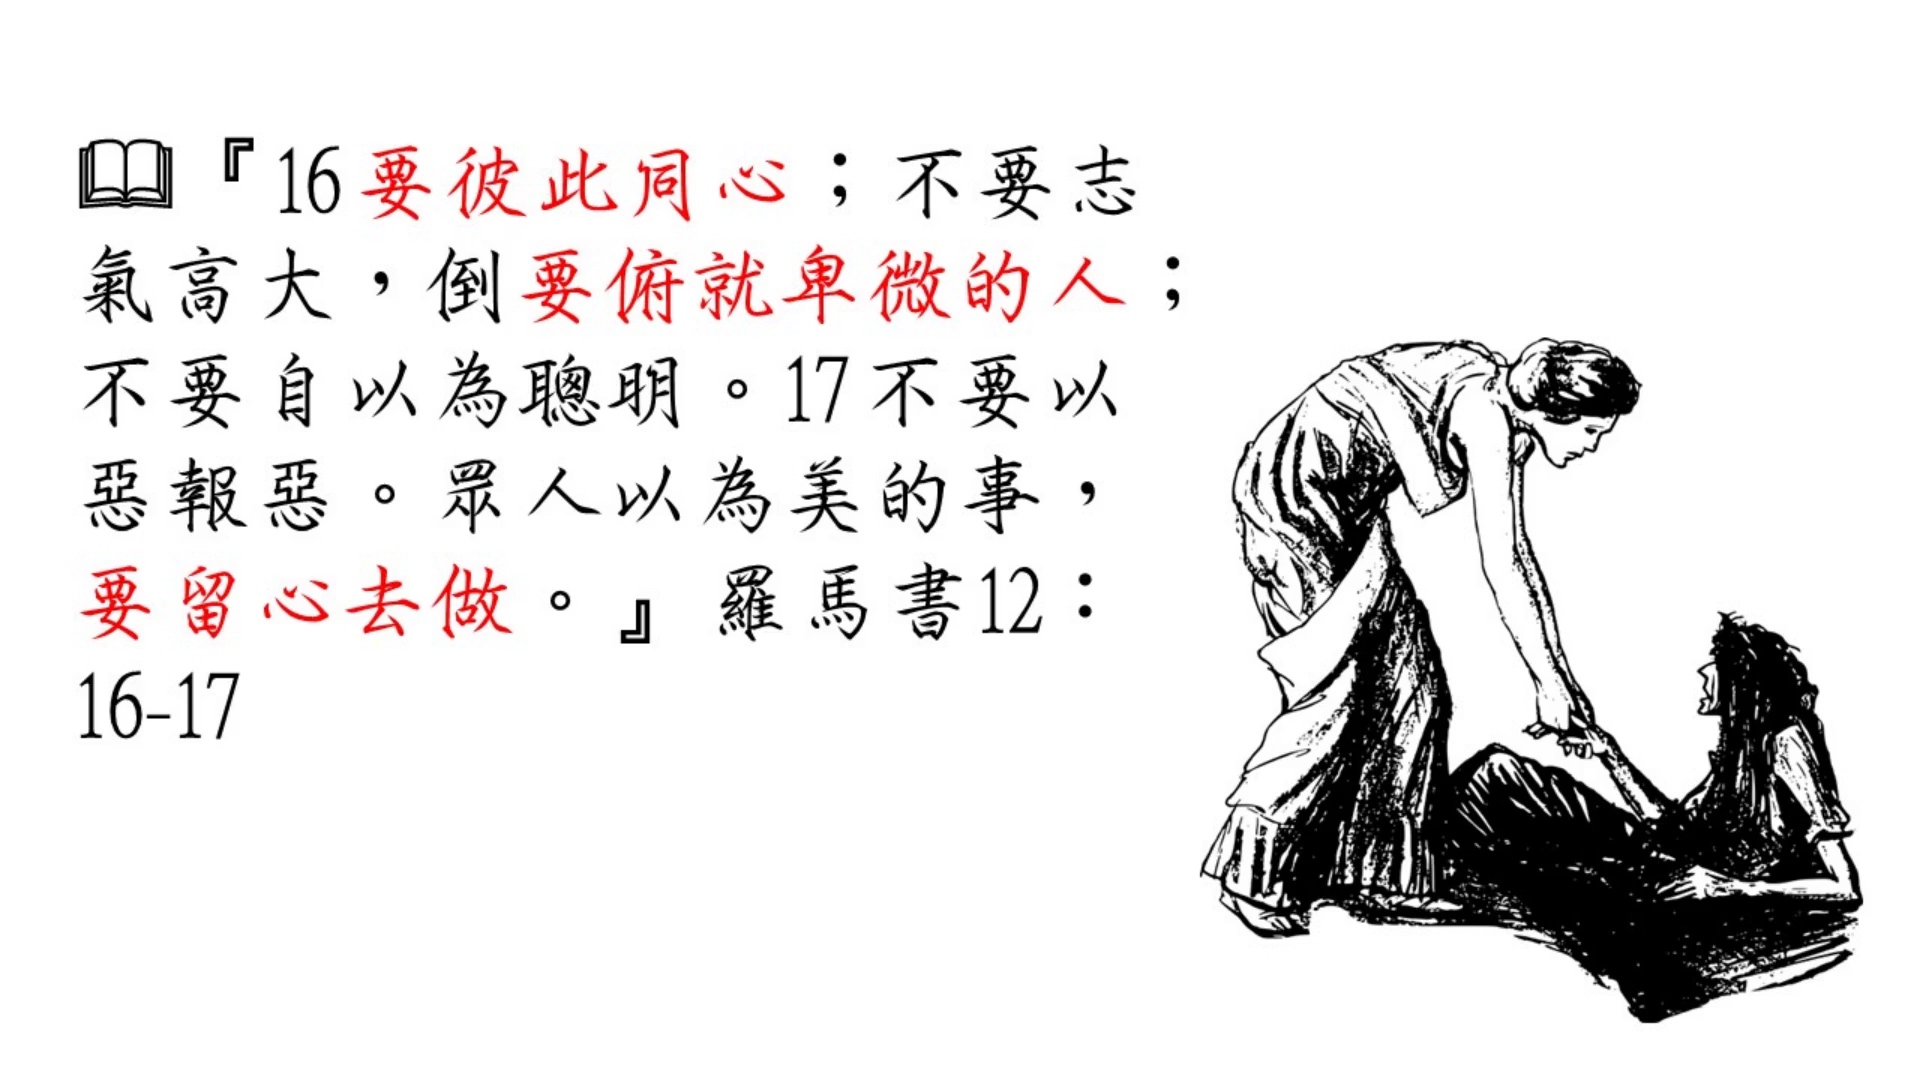 『16要彼此同心；不要志
氣高大，倒要俯就卑微的人；
不要自以為聰明。17不要以
惡報惡。眾人以為美的事，
要留心去做。』 羅馬書12：
16-17